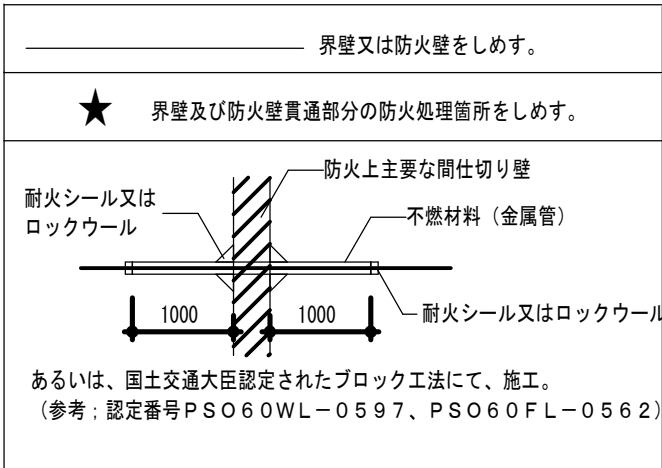 界壁又は防火壁をしめす。
★ 界壁及び防火壁貫通部分の防火処理箇所をしめす。
防火上主要な間仕切り壁
耐火シール又は
ロックウール
不燃材料（金属管）
1000
1000
耐火シール又はロックウール
あるいは、国土交通大臣認定されたブロック工法にて、施工。
（参考；認定番号ＰＳＯ６０ＷＬ－０５９７、ＰＳＯ６０ＦＬ－０５６２）